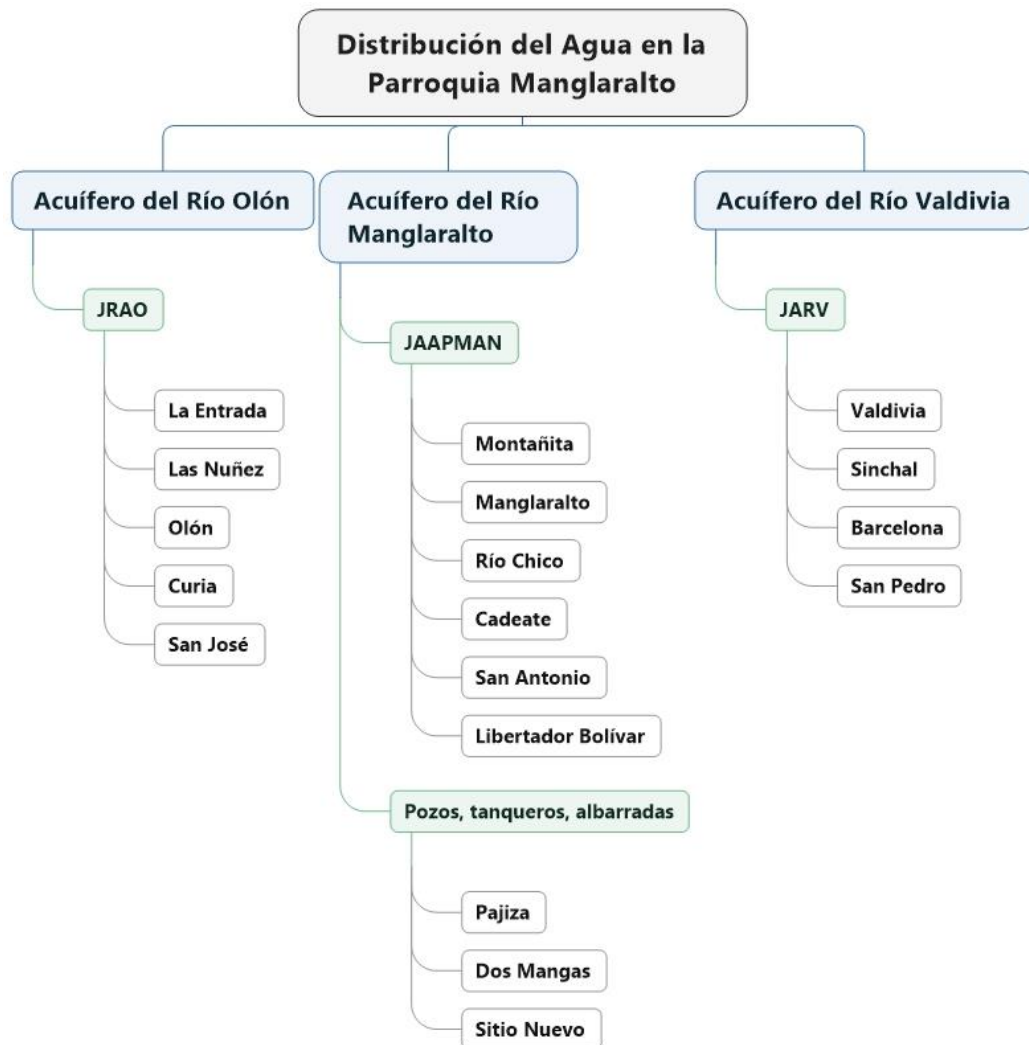 Distribución del Agua en la
Parroquia Manglaralto
Acuífero del Río Olón
JRAO
La Entrada
Las Nuñez
Olón
Curia
San José
Acuífero del Río
Manglaralto
JAAPMAN
Montañita
Manglaralto
Río Chico
Cadeate
San Antonio
Libertador Bolívar
Pozos, tanqueros, albarradas
Pajiza
Dos Mangas
Sitio Nuevo
Acuífero del Río Valdivia
JARV
Valdivia
Sinchal
Barcelona
San Pedro